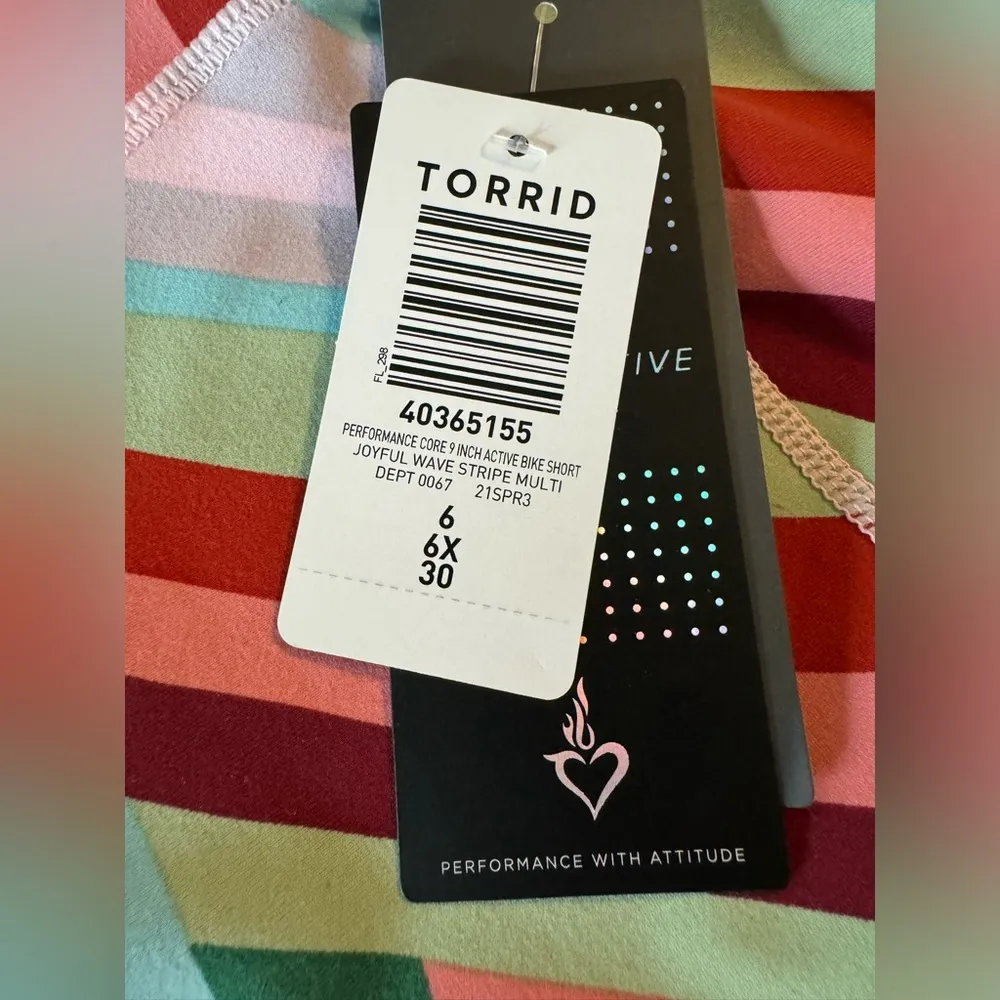 TORRID
FL_298
40365155
PERFORMANCE CORE 9 INCH ACTIVE BIKE SHORT
JOYFUL WAVE STRIPE MULTI
DEPT 0067 21SPR3
6
6X
30
TIVE
PERFORMANCE WITH ATTITUDE